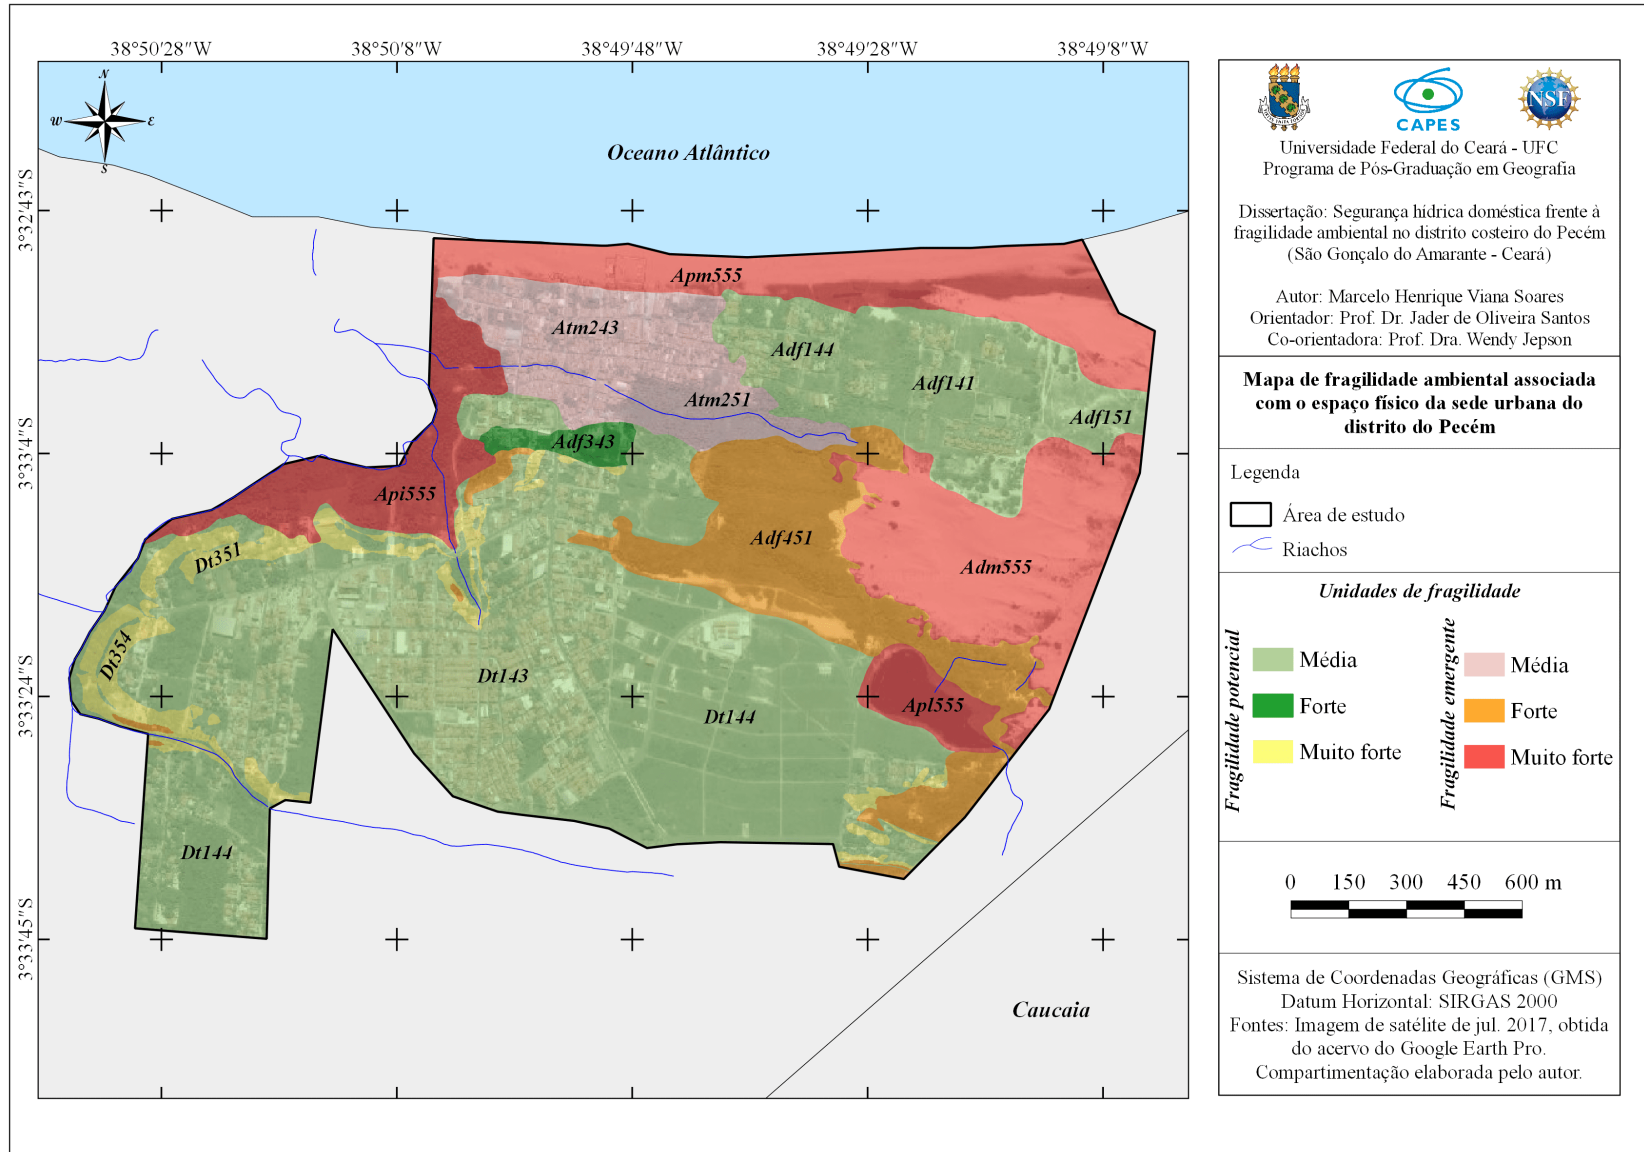 38°50'28"W 38°50'8"W 38°49'48"W 38°49'28"W 38°49'8"W
N
W E
S
Oceano Atlântico
3°32'43"S
3°33'4"S
3°33'24"S
3°33'45"S
Apm555
Atm243
Adf144
Adf141
Atm251
Adf151
Adf343
Api555
Adf451
Dt351
Adm555
Dt354
Dt143
Apl555
Dt144
Dt144
Caucaia
CAPES
NSF
Universidade Federal do Ceará - UFC
Programa de Pós-Graduação em Geografia
Dissertação: Segurança hídrica doméstica frente à
fragilidade ambiental no distrito costeiro do Pecém
(São Gonçalo do Amarante - Ceará)
Autor: Marcelo Henrique Viana Soares
Orientador: Prof. Dr. Jader de Oliveira Santos
Co-orientadora: Prof. Dra. Wendy Jepson
Mapa de fragilidade ambiental associada
com o espaço físico da sede urbana do
distrito do Pecém
Legenda
Área de estudo
Riachos
Unidades de fragilidade
Fragilidade potencial
Média
Forte
Muito forte
Fragilidade emergente
Média
Forte
Muito forte
0 150 300 450 600 m
Sistema de Coordenadas Geográficas (GMS)
Datum Horizontal: SIRGAS 2000
Fontes: Imagem de satélite de jul. 2017, obtida
do acervo do Google Earth Pro.
Compartimentação elaborada pelo autor.